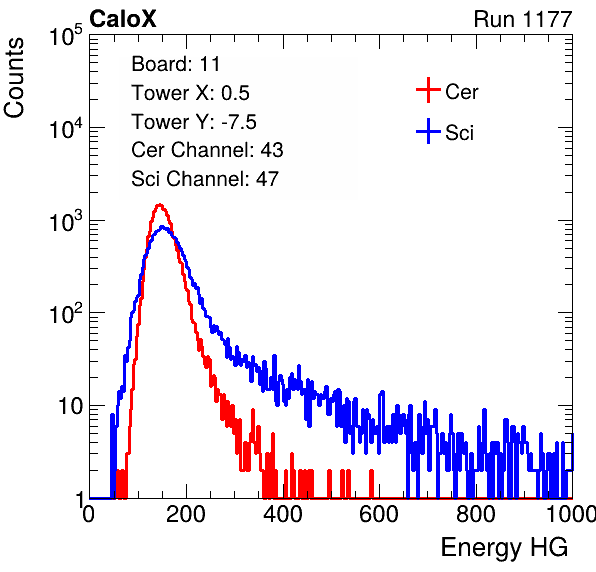 CaloX
Run 1177
Counts
10^5
10^4
10^3
10^2
10
1
Board: 11
Tower X: 0.5
Tower Y: -7.5
Cer Channel: 43
Sci Channel: 47
Cer
Sci
0 200 400 600 800 1000
Energy HG